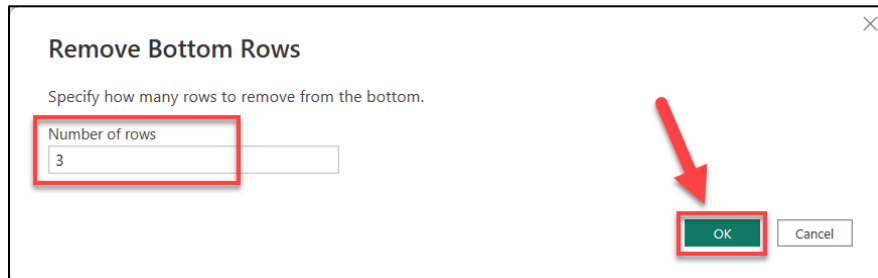 Remove Bottom Rows
Specify how many rows to remove from the bottom.
Number of rows
3
OK
Cancel